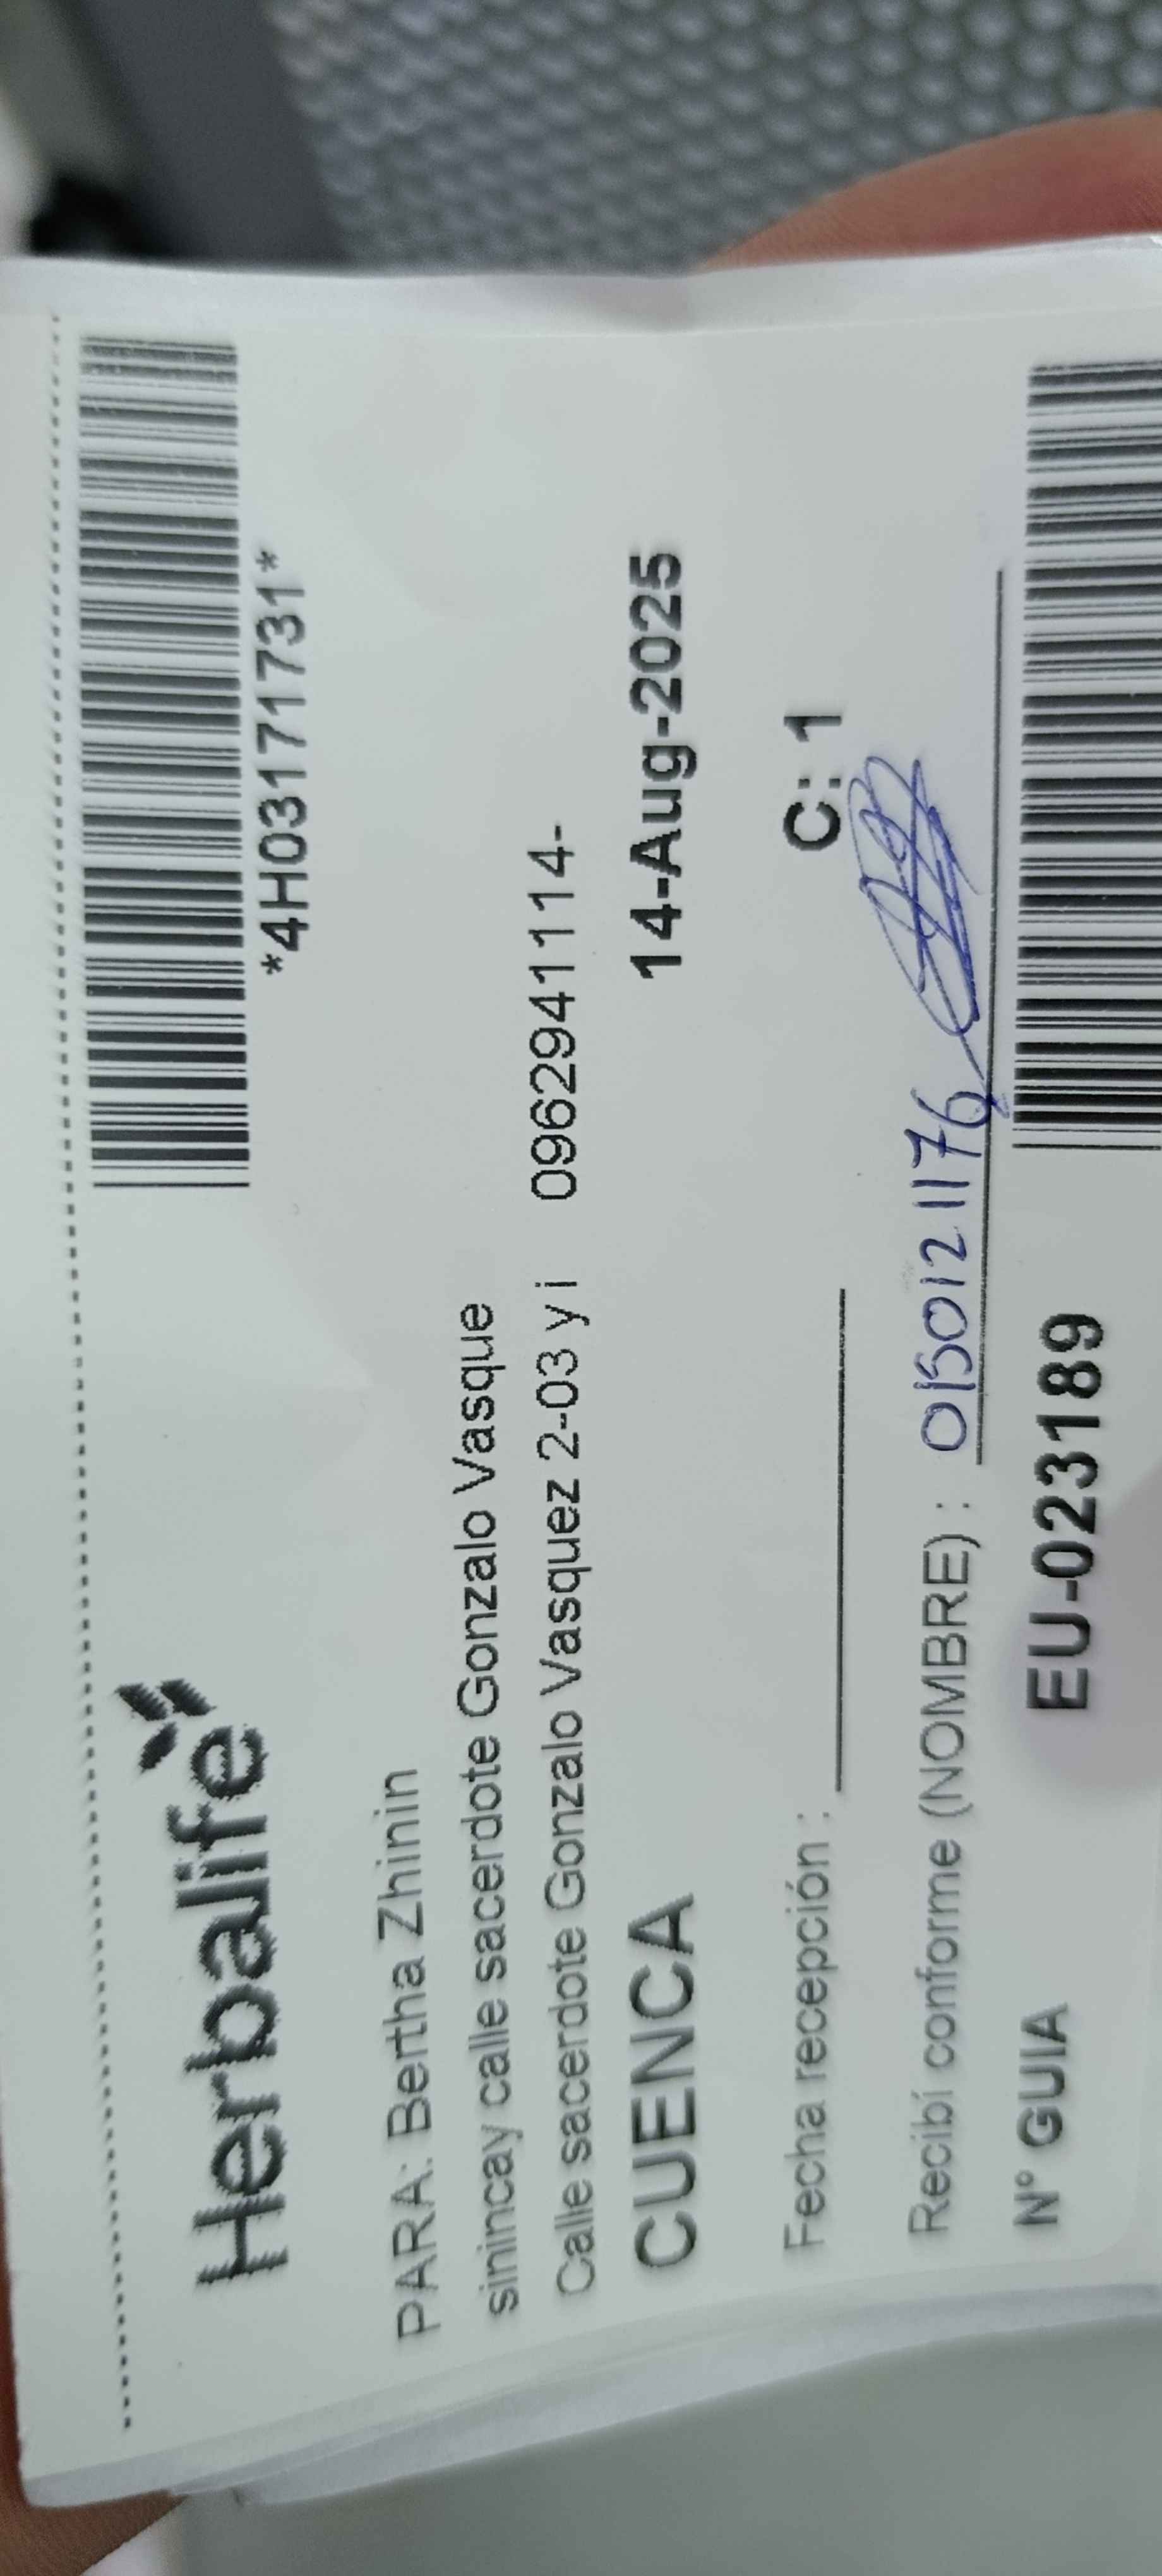 *4H03171731*
Herbalife
PARA: Bertha Zhinin
sinincay calle sacerdote Gonzalo Vasque
Calle sacerdote Gonzalo Vasquez 2-03 y i 0962941114-
CUENCA 14-Aug-2025
Fecha recepción : C: 1
Recibí conforme (NOMBRE) : 0150121176
N° GUIA EU-023189